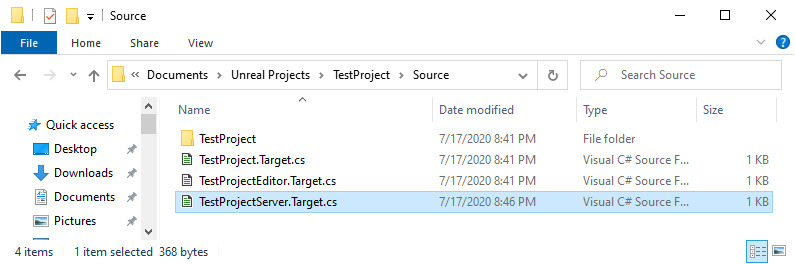 Source
File Home Share View
Documents Unreal Projects TestProject Source Search Source
Name Date modified Type Size
Quick access
TestProject 7/17/2020 8:41 PM File folder
Desktop
TestProject.Target.cs 7/17/2020 8:41 PM Visual C# Source F... 1 KB
Downloads
TestProjectEditor.Target.cs 7/17/2020 8:41 PM Visual C# Source F... 1 KB
Documents
TestProjectServer.Target.cs 7/17/2020 8:46 PM Visual C# Source F... 1 KB
Pictures
4 items 1 item selected 368 bytes